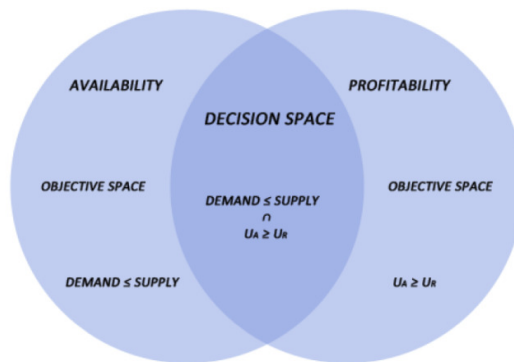 AVAILABILITY
OBJECTIVE SPACE
DEMAND ≤ SUPPLY
DECISION SPACE
DEMAND ≤ SUPPLY
∩
UA ≥ UR
PROFITABILITY
OBJECTIVE SPACE
UA ≥ UR